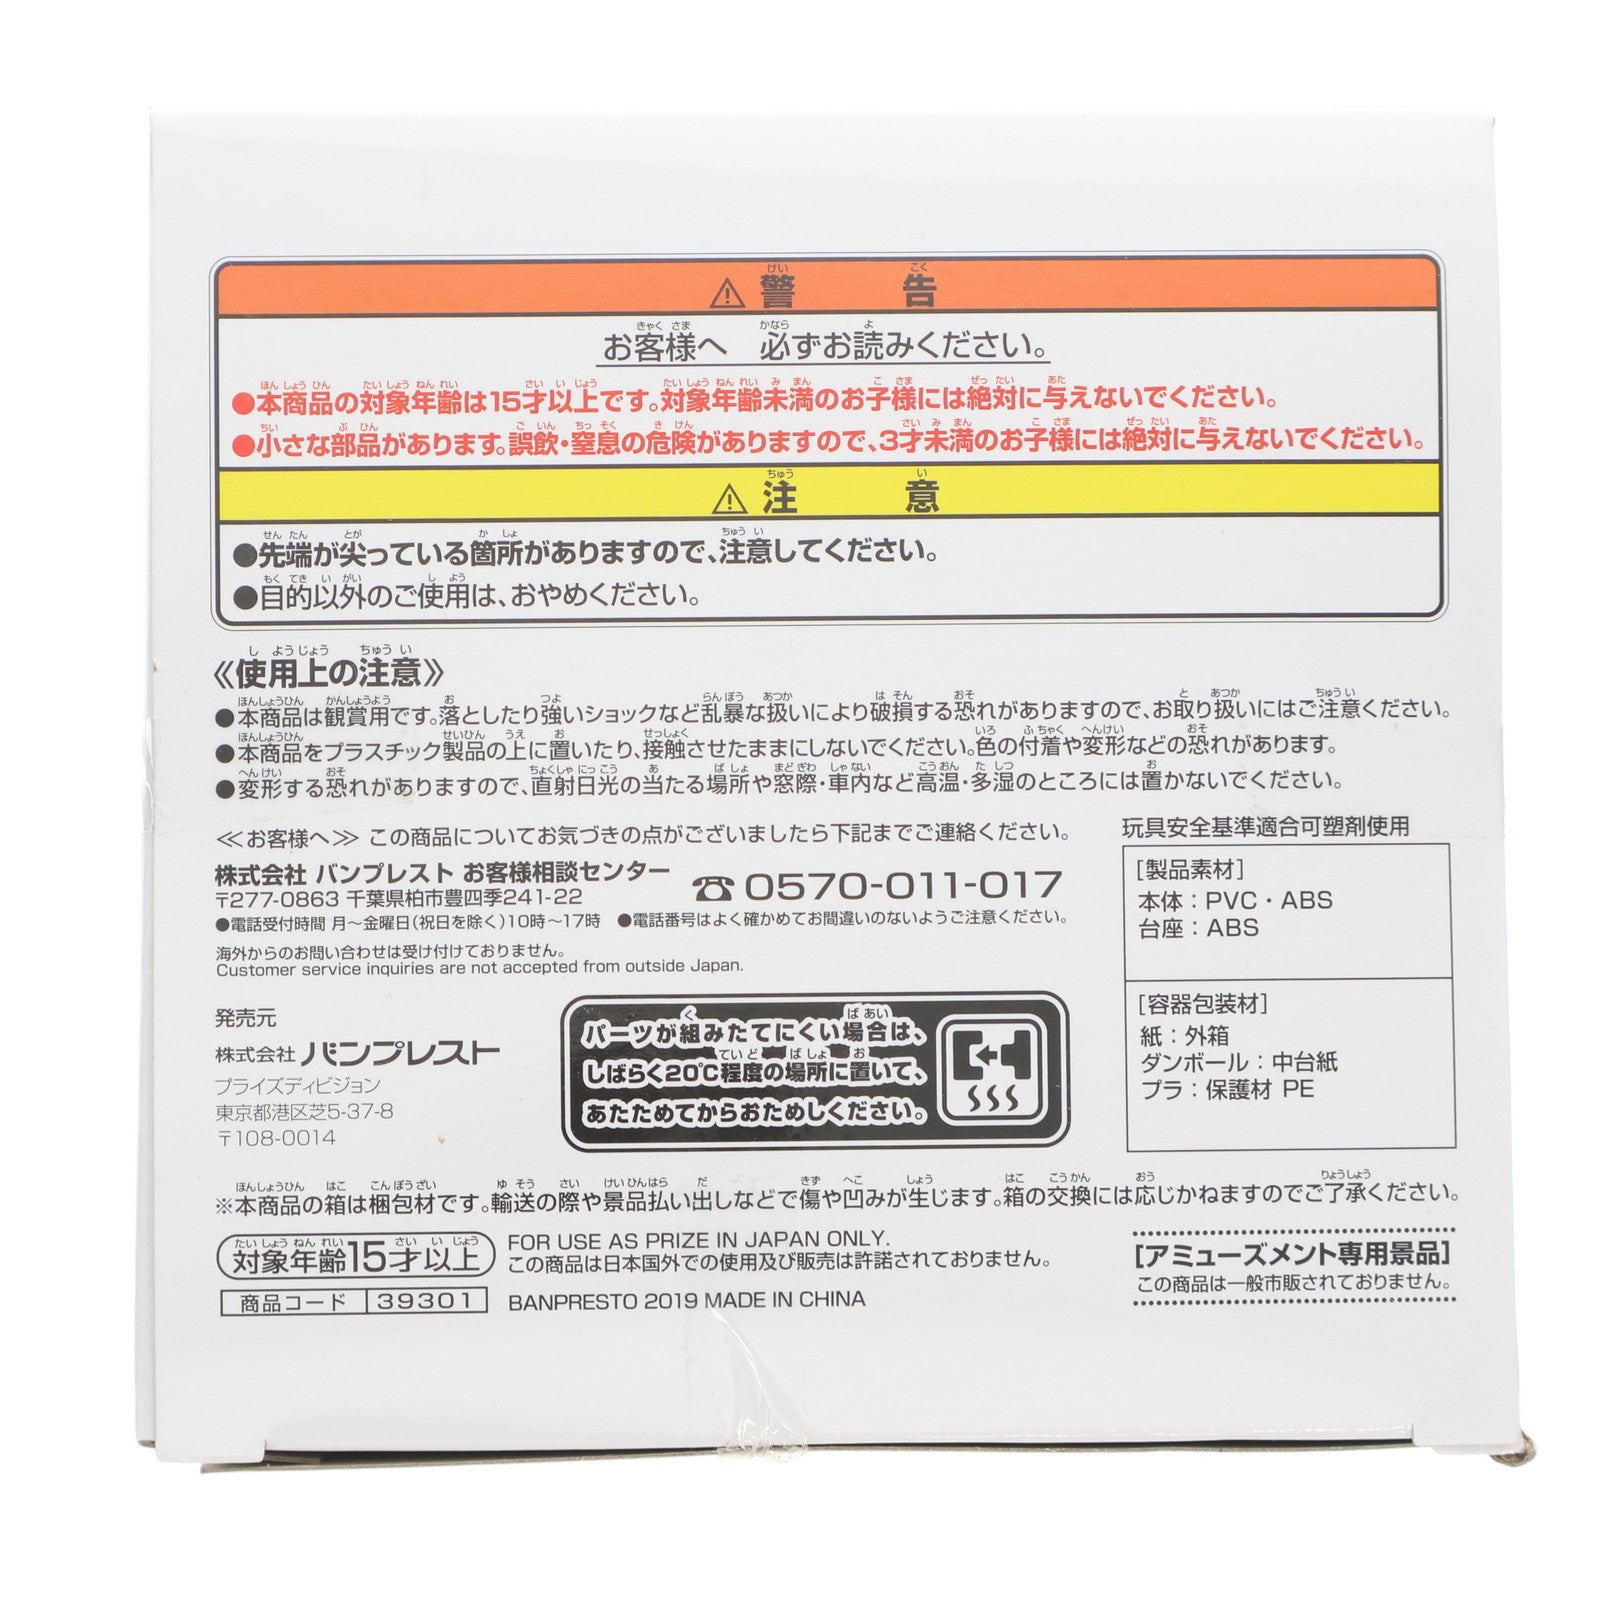 ⚠警告
お客様へ 必ずお読みください。
●本商品の対象年齢は15才以上です。対象年齢未満のお子様には絶対に与えないでください。
●小さな部品があります。誤飲・窒息の危険がありますので、3才未満のお子様には絶対に与えないでください。
⚠注意
●先端が尖っている箇所がありますので、注意してください。
●目的以外のご使用は、おやめください。
《使用上の注意》
●本商品は観賞用です。落としたり強いショックなど乱暴な扱いにより破損する恐れがありますので、お取り扱いにはご注意ください。
●本商品をプラスチック製品の上に置いたり、接触させたままにしないでください。色の付着や変形などの恐れがあります。
●変形する恐れがありますので、直射日光の当たる場所や窓際・車内など高温・多湿のところには置かないでください。
≪お客様へ≫ この商品についてお気づきの点がございましたら下記までご連絡ください。
株式会社 バンプレスト お客様相談センター
〒277-0863 千葉県柏市豊四季241-22
☎0570-011-017
●電話受付時間 月〜金曜日(祝日を除く)10時〜17時 ●電話番号はよく確かめてお間違いのないようご注意ください。
海外からのお問い合わせは受け付けておりません。
Customer service inquiries are not accepted from outside Japan.
玩具安全基準適合可塑剤使用
[製品素材]
本体：PVC・ABS
台座：ABS
[容器包装材]
紙：外箱
ダンボール：中台紙
プラ：保護材 PE
発売元
株式会社 バンプレスト
プライズディビジョン
東京都港区芝5-37-8
〒108-0014
パーツが組みたてにくい場合は、
しばらく20℃程度の場所に置いて、
あたためてからおためしください。
※本商品の箱は梱包材です。輸送の際や景品払い出しなどで傷や凹みが生じます。箱の交換には応じかねますのでご了承ください。
対象年齢15才以上
FOR USE AS PRIZE IN JAPAN ONLY.
この商品は日本国外での使用及び販売は許諾されておりません。
商品コード 39301
BANPRESTO 2019 MADE IN CHINA
[アミューズメント専用景品]
この商品は一般市販されておりません。